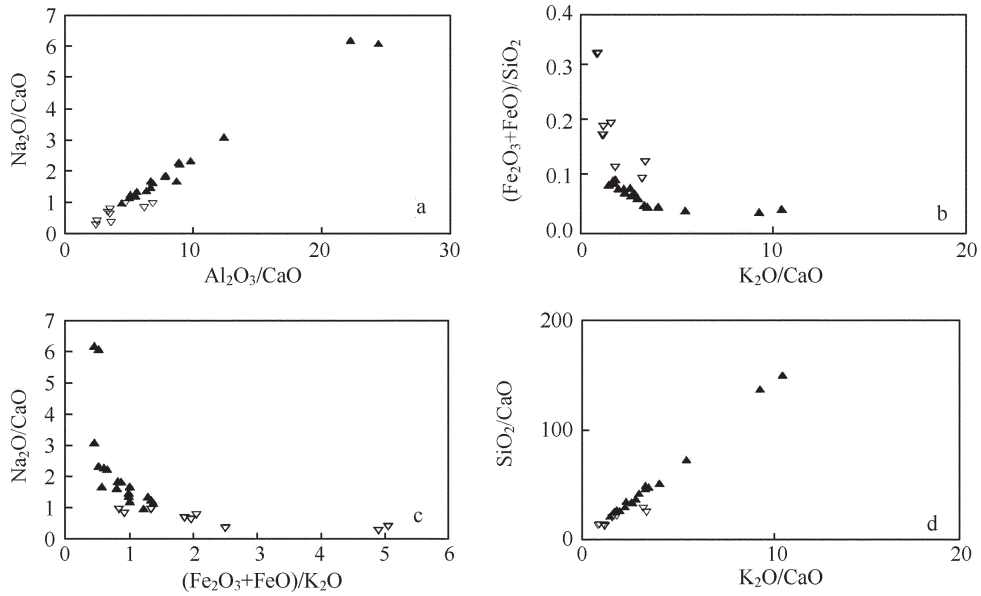 7
6
5
4
3
2
1
0
Na₂O/CaO
0 10 20 30
Al₂O₃/CaO
a
0.4
0.3
0.2
0.1
0.0
(Fe₂O₃+FeO)/SiO₂
0 10 20
K₂O/CaO
b
7
6
5
4
3
2
1
0
Na₂O/CaO
0 1 2 3 4 5 6
(Fe₂O₃+FeO)/K₂O
c
200
100
0
SiO₂/CaO
0 10 20
K₂O/CaO
d